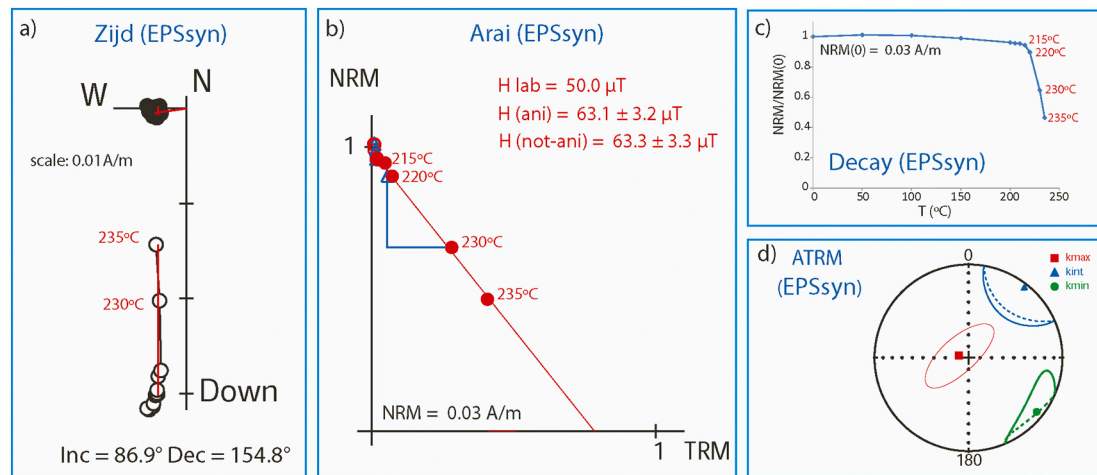 a)
Zijd (EPSsyn)
W
N
scale: 0.01A/m
235ºC
230ºC
Down
Inc = 86.9° Dec = 154.8°
b)
Arai (EPSsyn)
NRM
H lab = 50.0 µT
H (ani) = 63.1 ± 3.2 µT
H (not-ani) = 63.3 ± 3.3 µT
1
215ºC
220ºC
230ºC
235ºC
NRM = 0.03 A/m
1
TRM
c)
NRM/NRM(0)
1
0.8
0.6
0.4
0.2
0
NRM(0) = 0.03 A/m
215ºC
220ºC
230ºC
235ºC
Decay (EPSsyn)
0
50
100
150
200
250
T (ºC)
d)
ATRM
(EPSsyn)
0
kmax
kint
kmin
180